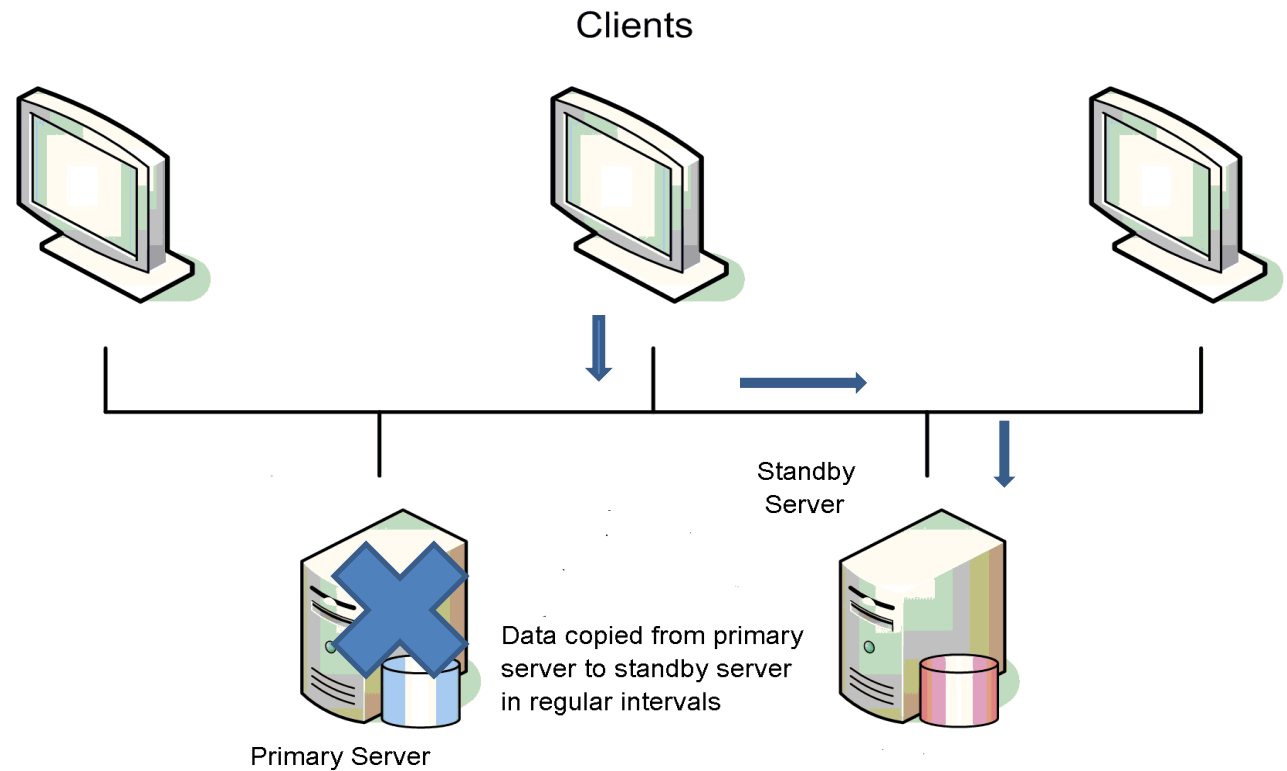 Clients
Standby
Server
Data copied from primary
server to standby server
in regular intervals
Primary Server